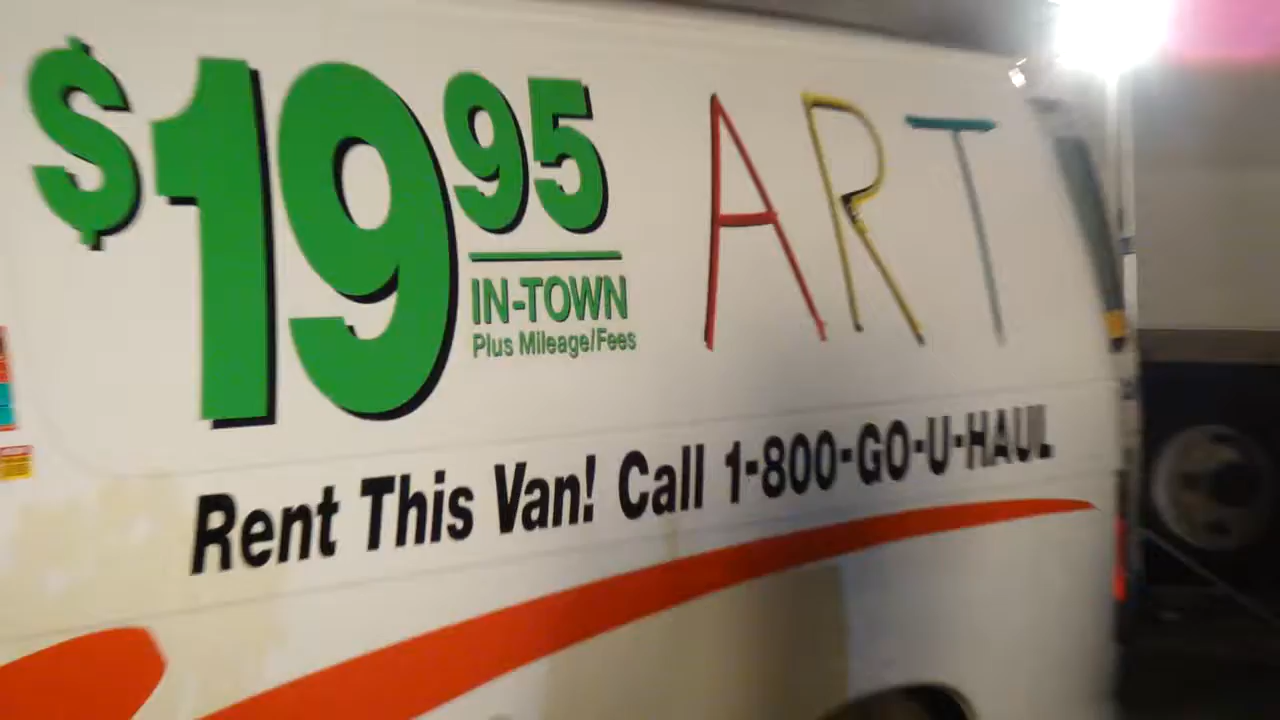 $19 95
IN-TOWN
Plus Mileage/Fees
ART
Rent This Van! Call 1-800-GO-U-HAUL